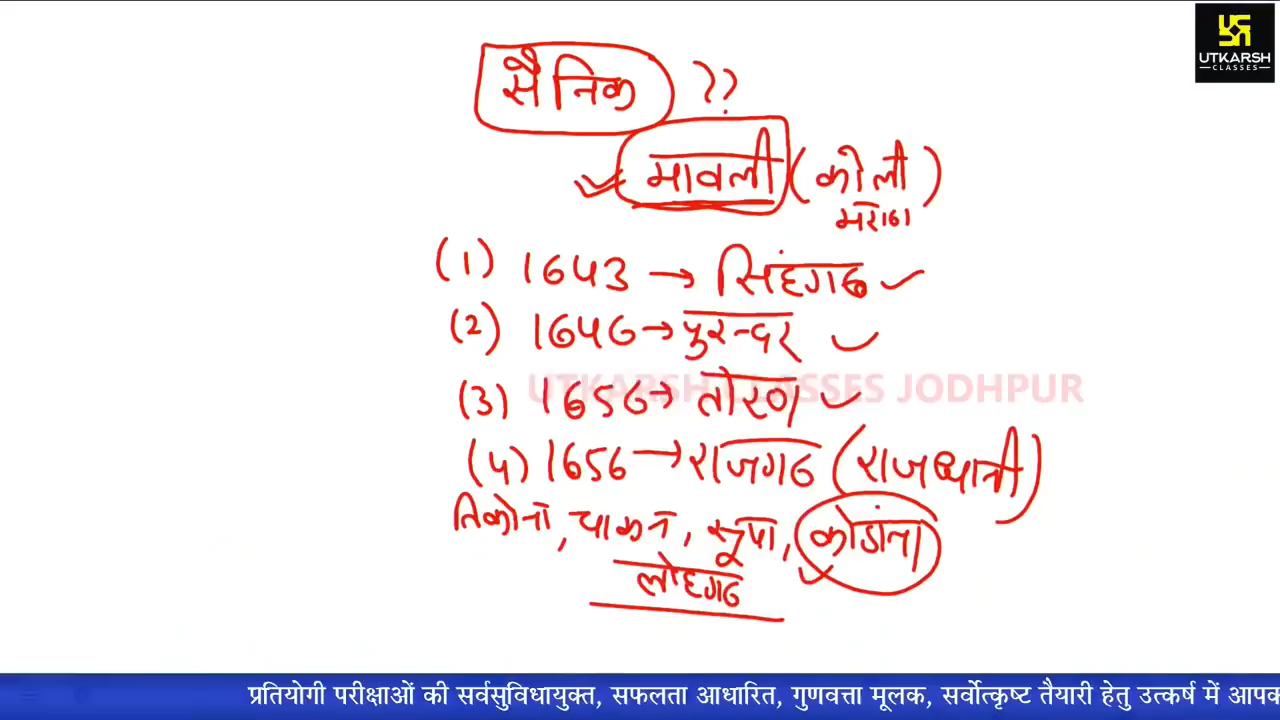 UTKARSH
CLASSES
सैनिक ??
मावली (कोली)
मराठा
(1) 1643 → सिंहगढ़
(2) 1646 → पुरन्दर
UTKARSH CLASSES JODHPUR
(3) 1656 → तोरण
(4) 1656 → राजगढ (राजधानी)
तिकोना, चाकन, सूपा, कोडांना
लोहगढ
प्रतियोगी परीक्षाओं की सर्वसुविधायुक्त, सफलता आधारित, गुणवत्ता मूलक, सर्वोत्कृष्ट तैयारी हेतु उत्कर्ष में आपक